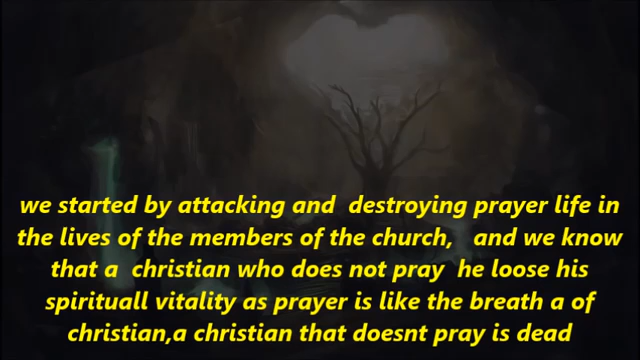 we started by attacking and destroying prayer life in
the lives of the members of the church, and we know
that a christian who does not pray he loose his
spirituall vitality as prayer is like the breath a of
christian,a christian that doesnt pray is dead